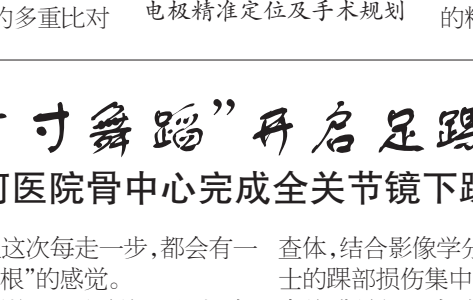 的多重比对
电极精准定位及手术规划
的精
寸舞蹈”开启足踝
河医院骨中心完成全关节镜下踝
这次每走一步，都会有一
根”的感觉。
查体，结合影像学分
士的踝部损伤集中